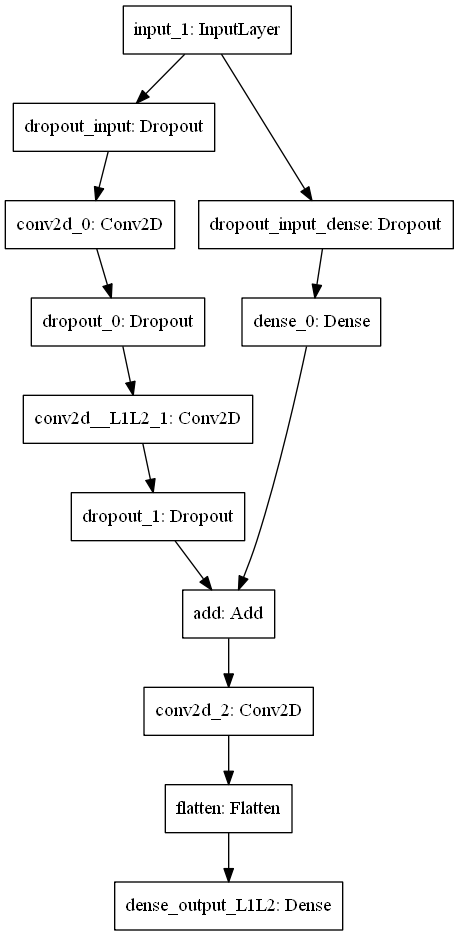 input_1: InputLayer
dropout_input: Dropout
conv2d_0: Conv2D
dropout_input_dense: Dropout
dropout_0: Dropout
dense_0: Dense
conv2d__L1L2_1: Conv2D
dropout_1: Dropout
add: Add
conv2d_2: Conv2D
flatten: Flatten
dense_output_L1L2: Dense